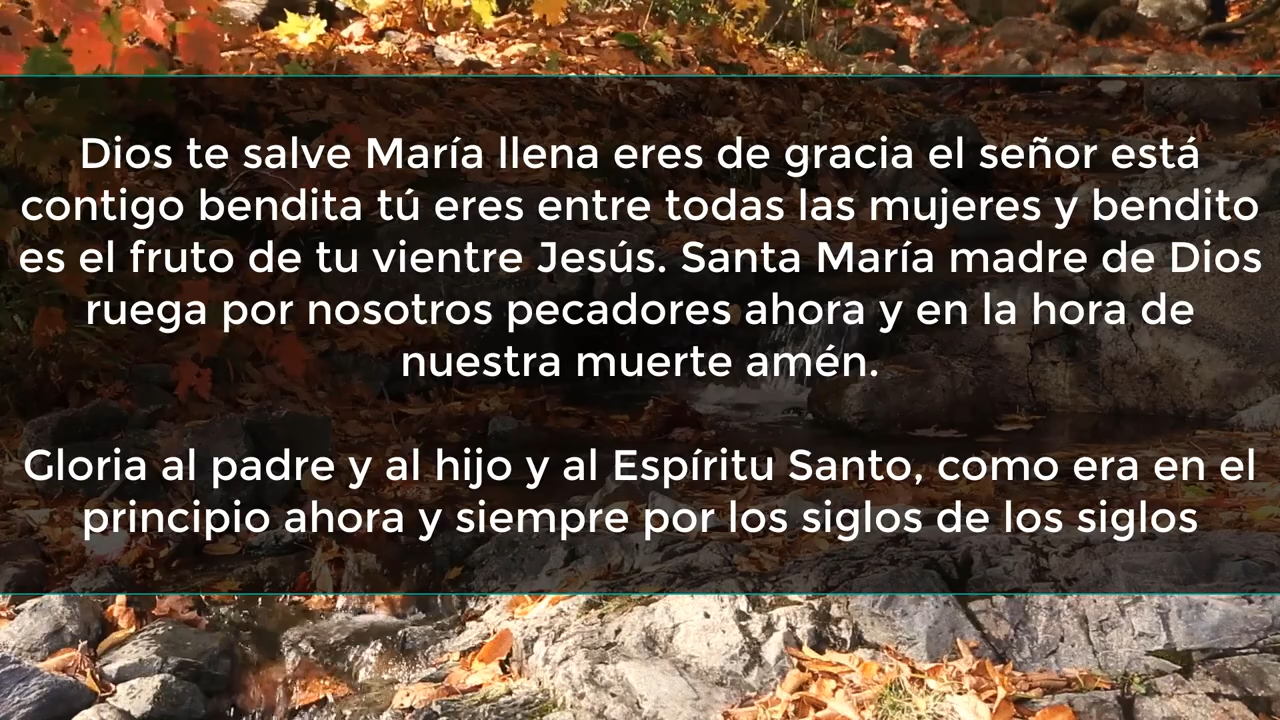 Dios te salve María llena eres de gracia el señor está
contigo bendita tú eres entre todas las mujeres y bendito
es el fruto de tu vientre Jesús. Santa María madre de Dios
ruega por nosotros pecadores ahora y en la hora de
nuestra muerte amén.
Gloria al padre y al hijo y al Espíritu Santo, como era en el
principio ahora y siempre por los siglos de los siglos